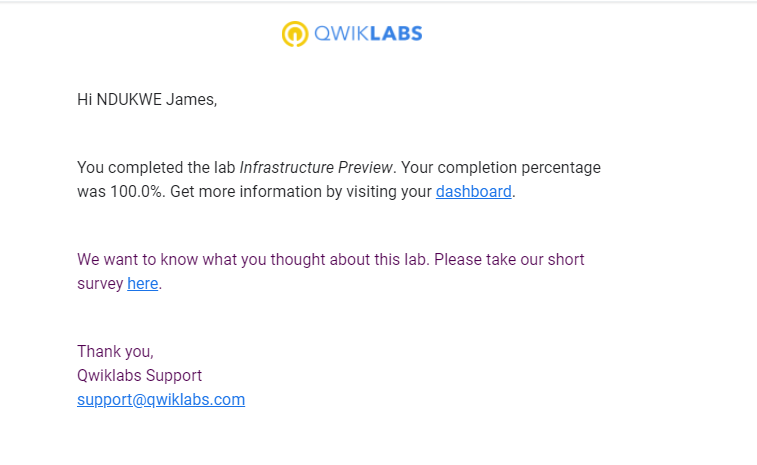 QWIKLABS
Hi NDUKWE James,
You completed the lab Infrastructure Preview. Your completion percentage
was 100.0%. Get more information by visiting your dashboard.
We want to know what you thought about this lab. Please take our short
survey here.
Thank you,
Qwiklabs Support
support@qwiklabs.com